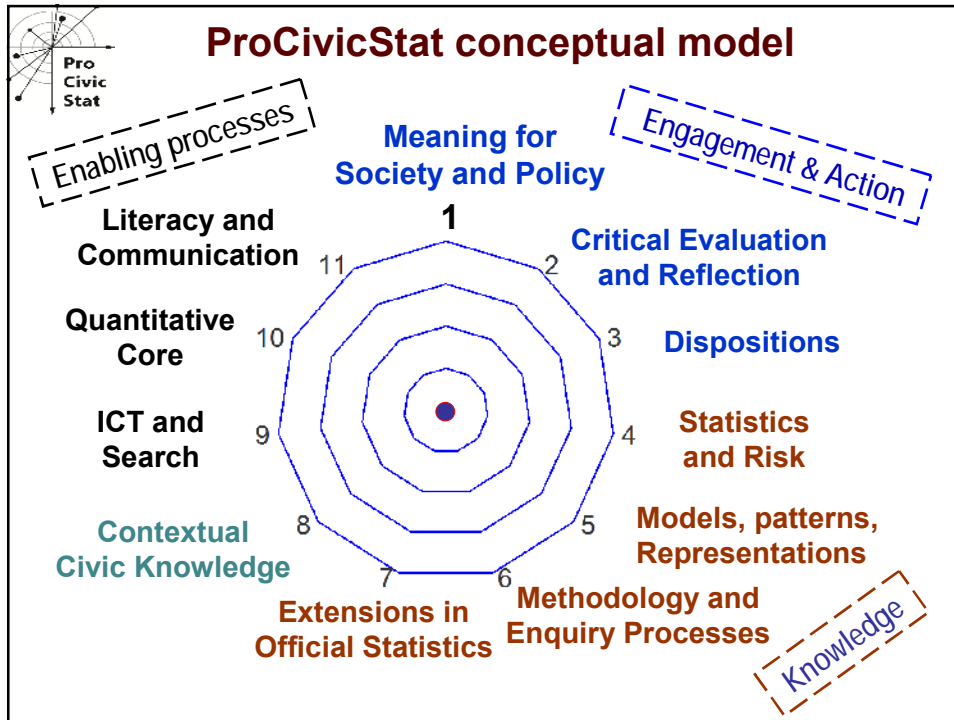 ProCivicStat conceptual model
Pro
Civic
Stat
Enabling processes
Engagement & Action
Meaning for
Society and Policy
1
Literacy and
Communication
11
2
Critical Evaluation
and Reflection
Quantitative
Core
10
3
Dispositions
ICT and
Search
9
4
Statistics
and Risk
Contextual
Civic Knowledge
8
5
Models, patterns,
Representations
7
6
Extensions in
Official Statistics
Methodology and
Enquiry Processes
Knowledge